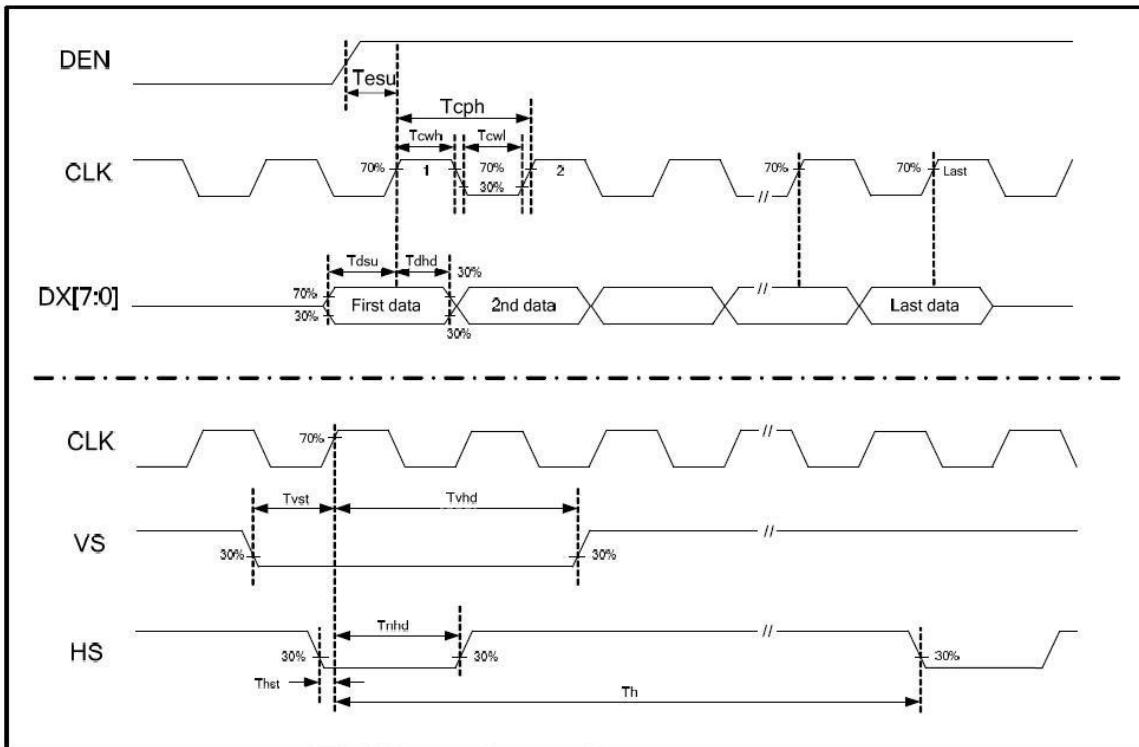 DEN
Tesu
Tcph
Tcwh
Tcwl
CLK
70%
1
70%
30%
2
70%
70%
Last
//
Tdsu
Tdhd
30%
DX[7:0]
70%
30%
First data
2nd data
//
Last data
30%
CLK
70%
//
Tvst
Tvhd
VS
30%
30%
//
Thhd
HS
30%
30%
//
30%
Thst
Th